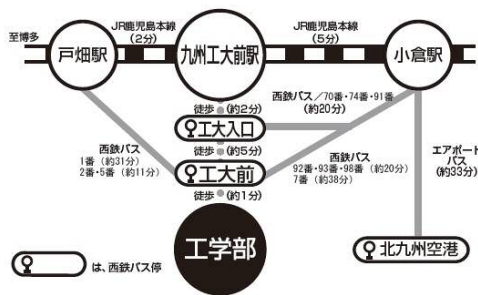 JR鹿児島本線
(2分)
JR鹿児島本線
(5分)
至博多
戸畑駅
九州工大前駅
小倉駅
徒歩 (約2分)
西鉄バス/70番・74番・91番
(約20分)
工大入口
徒歩 (約5分)
西鉄バス
1番 (約31分)
2番・5番 (約11分)
西鉄バス
92番・93番・98番 (約20分)
7番 (約38分)
エアポート
バス
(約33分)
工大前
徒歩 (約1分)
工学部
北九州空港
は、西鉄バス停